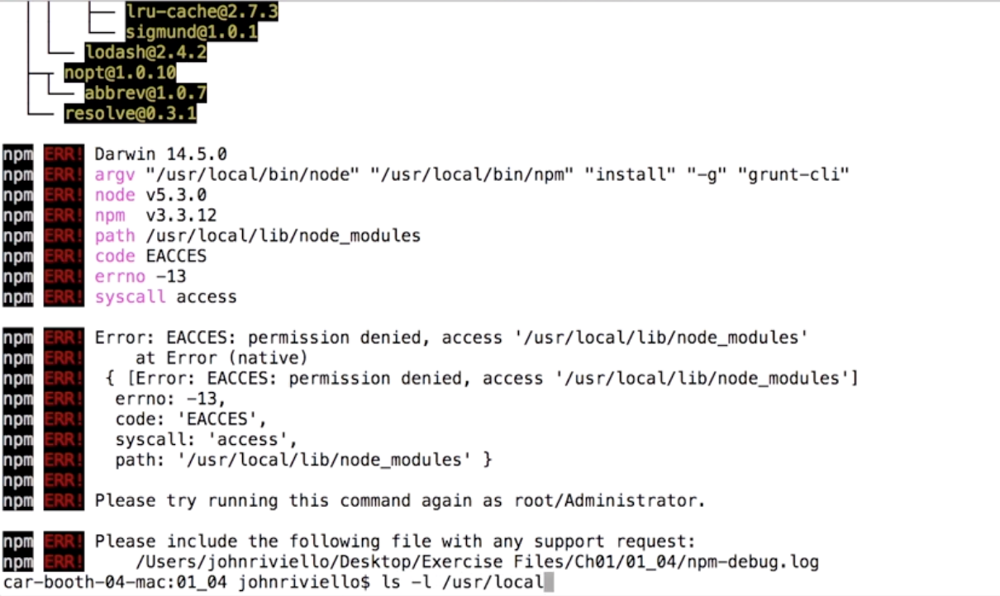 lru-cache@2.7.3
sigmund@1.0.1
lodash@2.4.2
nopt@1.0.10
abbrev@1.0.7
resolve@0.3.1
npm ERR! Darwin 14.5.0
npm ERR! argv "/usr/local/bin/node" "/usr/local/bin/npm" "install" "-g" "grunt-cli"
npm ERR! node v5.3.0
npm ERR! npm  v3.3.12
npm ERR! path /usr/local/lib/node_modules
npm ERR! code EACCES
npm ERR! errno -13
npm ERR! syscall access
npm ERR! Error: EACCES: permission denied, access '/usr/local/lib/node_modules'
npm ERR!     at Error (native)
npm ERR!  { [Error: EACCES: permission denied, access '/usr/local/lib/node_modules']
npm ERR!   errno: -13,
npm ERR!   code: 'EACCES',
npm ERR!   syscall: 'access',
npm ERR!   path: '/usr/local/lib/node_modules' }
npm ERR!
npm ERR! Please try running this command again as root/Administrator.
npm ERR! Please include the following file with any support request:
npm ERR!     /Users/johnriviello/Desktop/Exercise Files/Ch01/01_04/npm-debug.log
car-booth-04-mac:01_04 johnriviello$ ls -l /usr/local